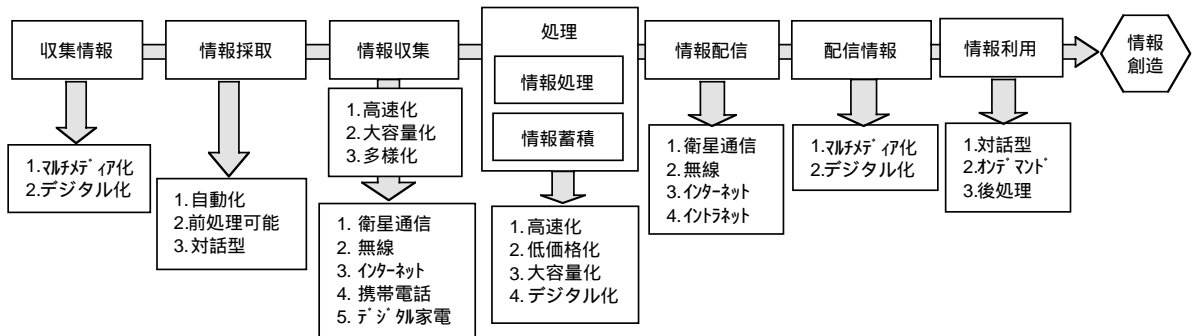 収集情報
情報採取
情報収集
処理
情報処理
情報蓄積
情報配信
配信情報
情報利用
情報
創造
1.ﾏﾙﾁﾒﾃﾞｨｱ化
2.デジタル化
1.自動化
2.前処理可能
3.対話型
1.高速化
2.大容量化
3.多様化
1. 衛星通信
2. 無線
3. ｲﾝﾀｰﾈｯﾄ
4. 携帯電話
5. ﾃﾞｼﾞﾀﾙ家電
1. 高速化
2. 低価格化
3. 大容量化
4. デジタル化
1.衛星通信
2.無線
3.ｲﾝﾀｰﾈｯﾄ
4.ｲﾝﾄﾗﾈｯﾄ
1.ﾏﾙﾁﾒﾃﾞｨｱ化
2.デジタル化
1.対話型
2.ｵﾝﾃﾞﾏﾝﾄﾞ
3.後処理